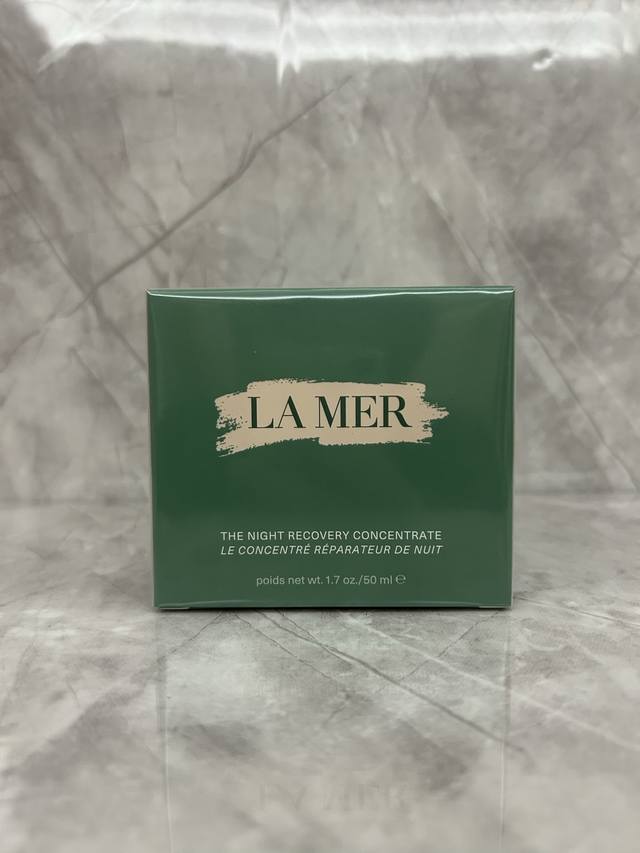 LA MER
THE NIGHT RECOVERY CONCENTRATE
LE CONCENTRÉ RÉPARATEUR DE NUIT
poids net wt. 1.7 oz./50 ml ℮